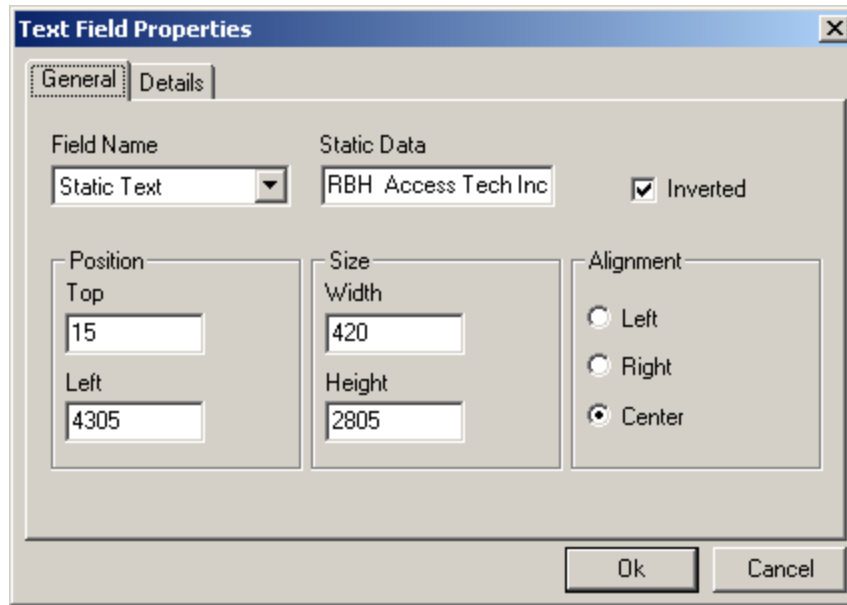 Text Field Properties
General Details
Field Name Static Data
Static Text RBH  Access Tech Inc Inverted
Position Size Alignment
Top Width
15 420 Left
Left Height Right
4305 2805 Center
Ok Cancel